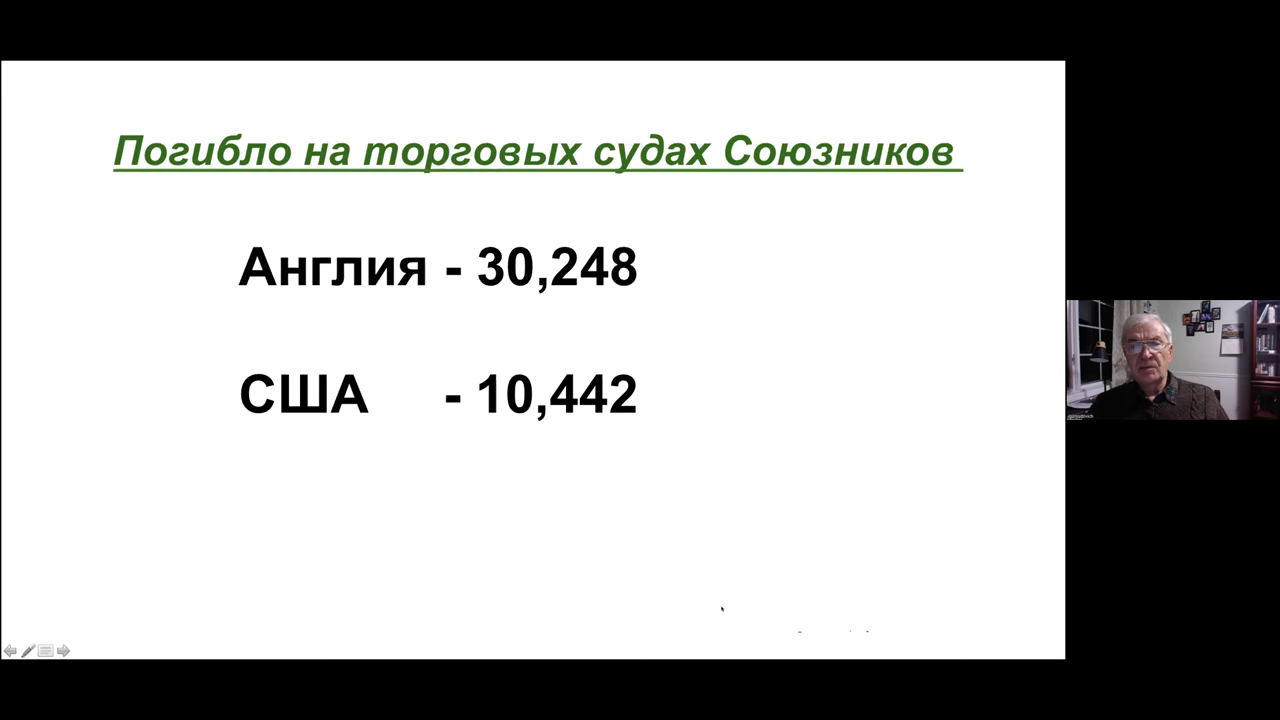 Погибло на торговых судах Союзников
Англия - 30,248
США - 10,442